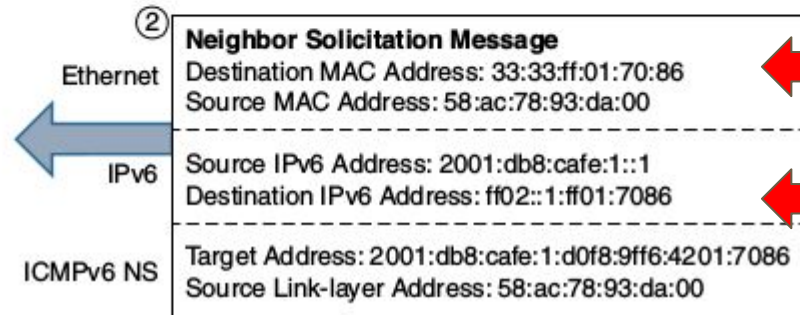 ②
Neighbor Solicitation Message
Ethernet
Destination MAC Address: 33:33:ff:01:70:86
Source MAC Address: 58:ac:78:93:da:00
IPv6
Source IPv6 Address: 2001:db8:cafe:1::1
Destination IPv6 Address: ff02::1:ff01:7086
ICMPv6 NS
Target Address: 2001:db8:cafe:1:d0f8:9ff6:4201:7086
Source Link-layer Address: 58:ac:78:93:da:00